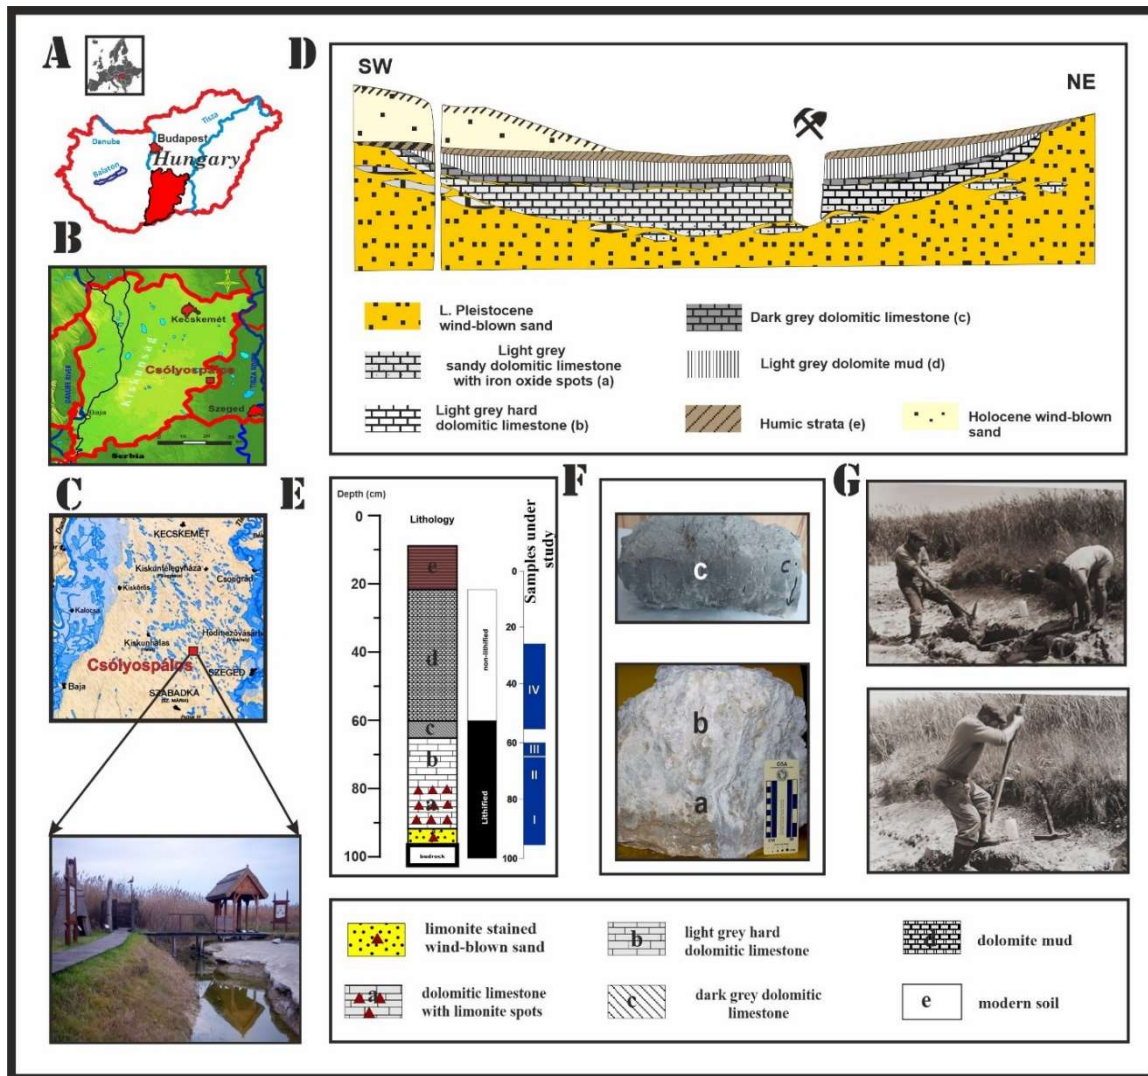 A
Danube
Tisza
Budapest
Hungary
Balaton
B
Kecskemét
Kiskunság
Csólyospálos
DANUBE RIVER
TISZA RIVER
Szeged
Baja
Serbia
C
KECSKEMÉT
Kiskunfélegyháza
Csongrád
Kiskőrös
Kalocsa
Kiskunhalas
Csólyospálos
SZEGED
Baja
SZABADKA
D
SW
NE
L. Pleistocene
wind-blown sand
Light grey
sandy dolomitic limestone
with iron oxide spots (a)
Light grey hard
dolomitic limestone (b)
Dark grey dolomitic limestone (c)
Light grey dolomite mud (d)
Humic strata (e)
Holocene wind-blown
sand
E
Depth (cm)
Lithology
Samples under
study
0
20
40
60
80
100
e
d
c
b
a
bedrock
non-lithified
Lithified
0
20
40
60
80
100
IV
III
II
I
F
c
c
b
a
G
limonite stained
wind-blown sand
a
dolomitic limestone
with limonite spots
b
light grey hard
dolomitic limestone
c
dark grey dolomitic
limestone
d
dolomite mud
e
modern soil